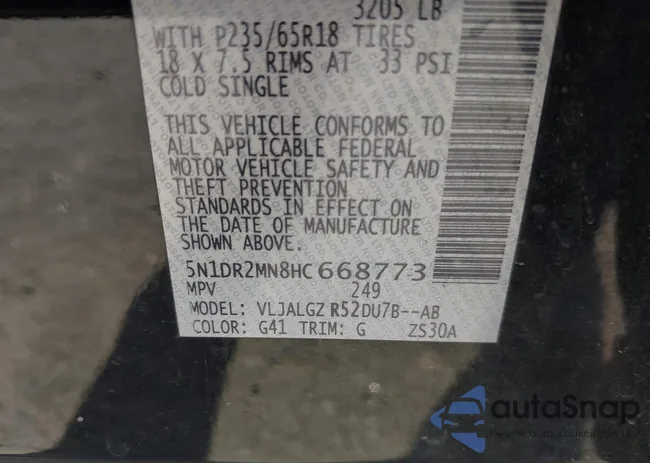 3205 LB
WITH P235/65R18 TIRES
18 X 7.5 RIMS AT 33 PSI
COLD SINGLE
THIS VEHICLE CONFORMS TO
ALL APPLICABLE FEDERAL
MOTOR VEHICLE SAFETY AND
THEFT PREVENTION
STANDARDS IN EFFECT ON
THE DATE OF MANUFACTURE
SHOWN ABOVE.
5N1DR2MN8HC668773
MPV 249
MODEL: VLJALGZ R52DU7B--AB
COLOR: G41 TRIM: G ZS30A
autaSnap